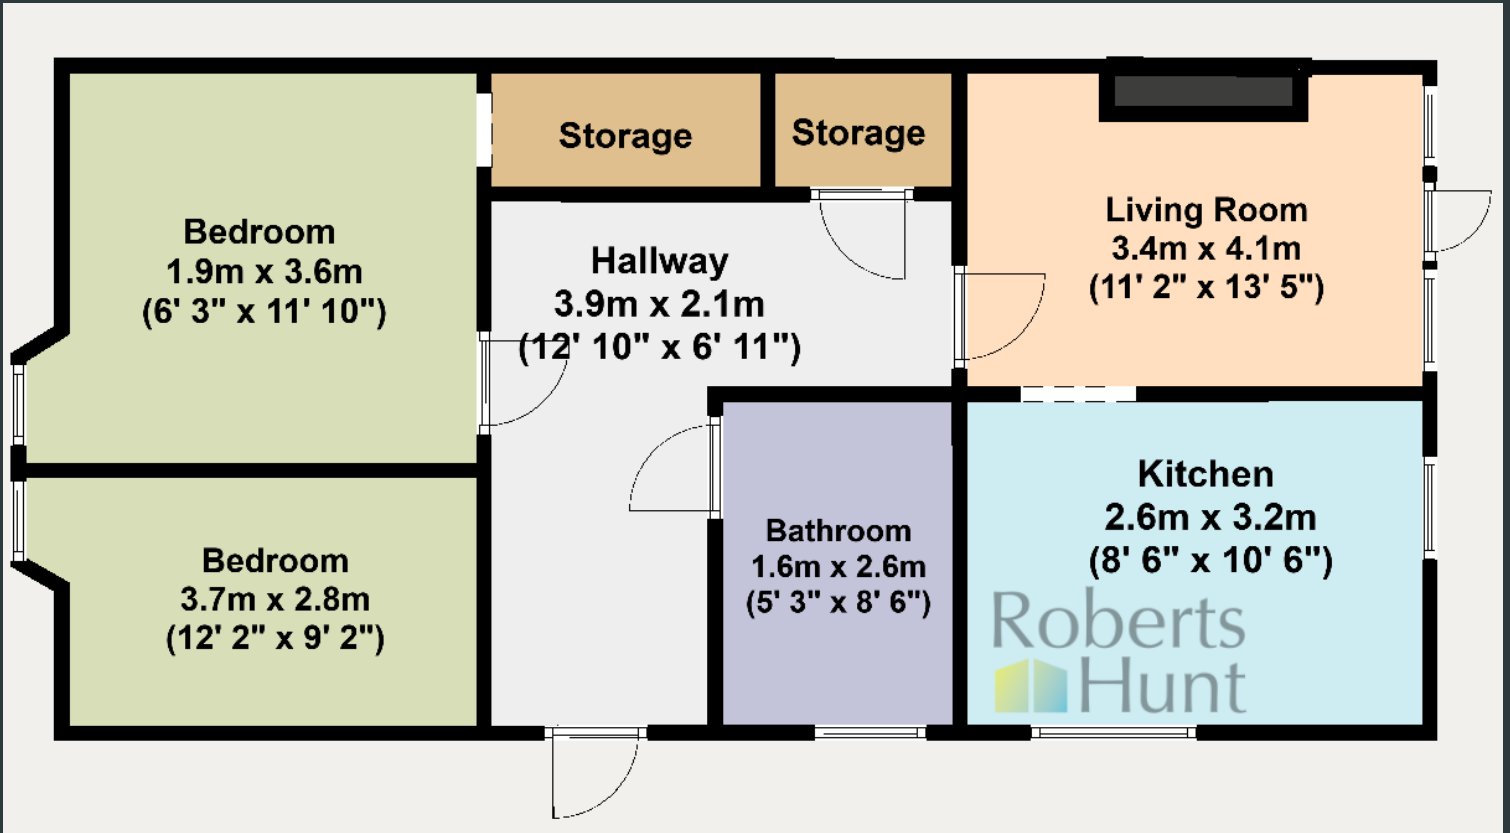 Storage
Storage
Bedroom
1.9m x 3.6m
(6' 3" x 11' 10")
Hallway
3.9m x 2.1m
(12' 10" x 6' 11")
Living Room
3.4m x 4.1m
(11' 2" x 13' 5")
Bedroom
3.7m x 2.8m
(12' 2" x 9' 2")
Bathroom
1.6m x 2.6m
(5' 3" x 8' 6")
Kitchen
2.6m x 3.2m
(8' 6" x 10' 6")
Roberts
Hunt